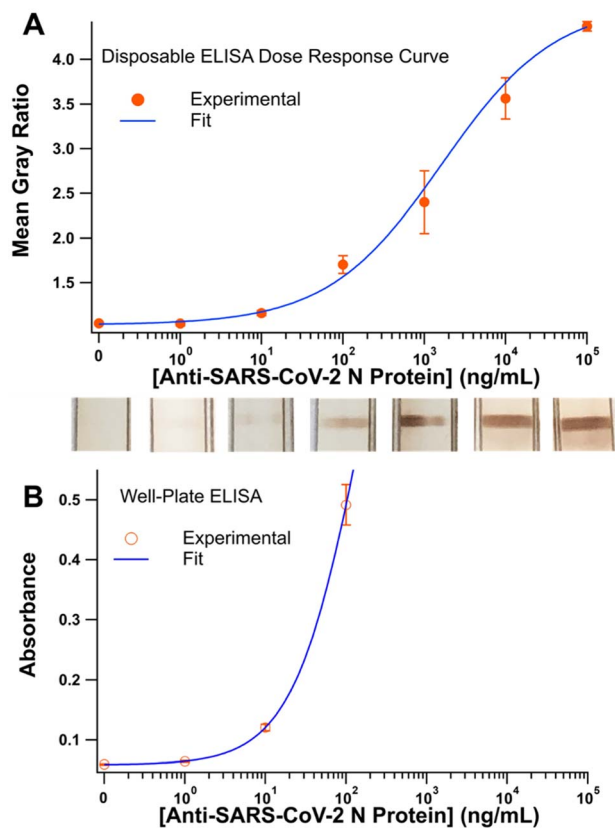 A
Disposable ELISA Dose Response Curve
Experimental
Fit
Mean Gray Ratio
4.0
3.5
3.0
2.5
2.0
1.5
0 10⁰ 10¹ 10² 10³ 10⁴ 10⁵
[Anti-SARS-CoV-2 N Protein] (ng/mL)
B
Well-Plate ELISA
Experimental
Fit
Absorbance
0.5
0.4
0.3
0.2
0.1
0 10⁰ 10¹ 10² 10³ 10⁴ 10⁵
[Anti-SARS-CoV-2 N Protein] (ng/mL)